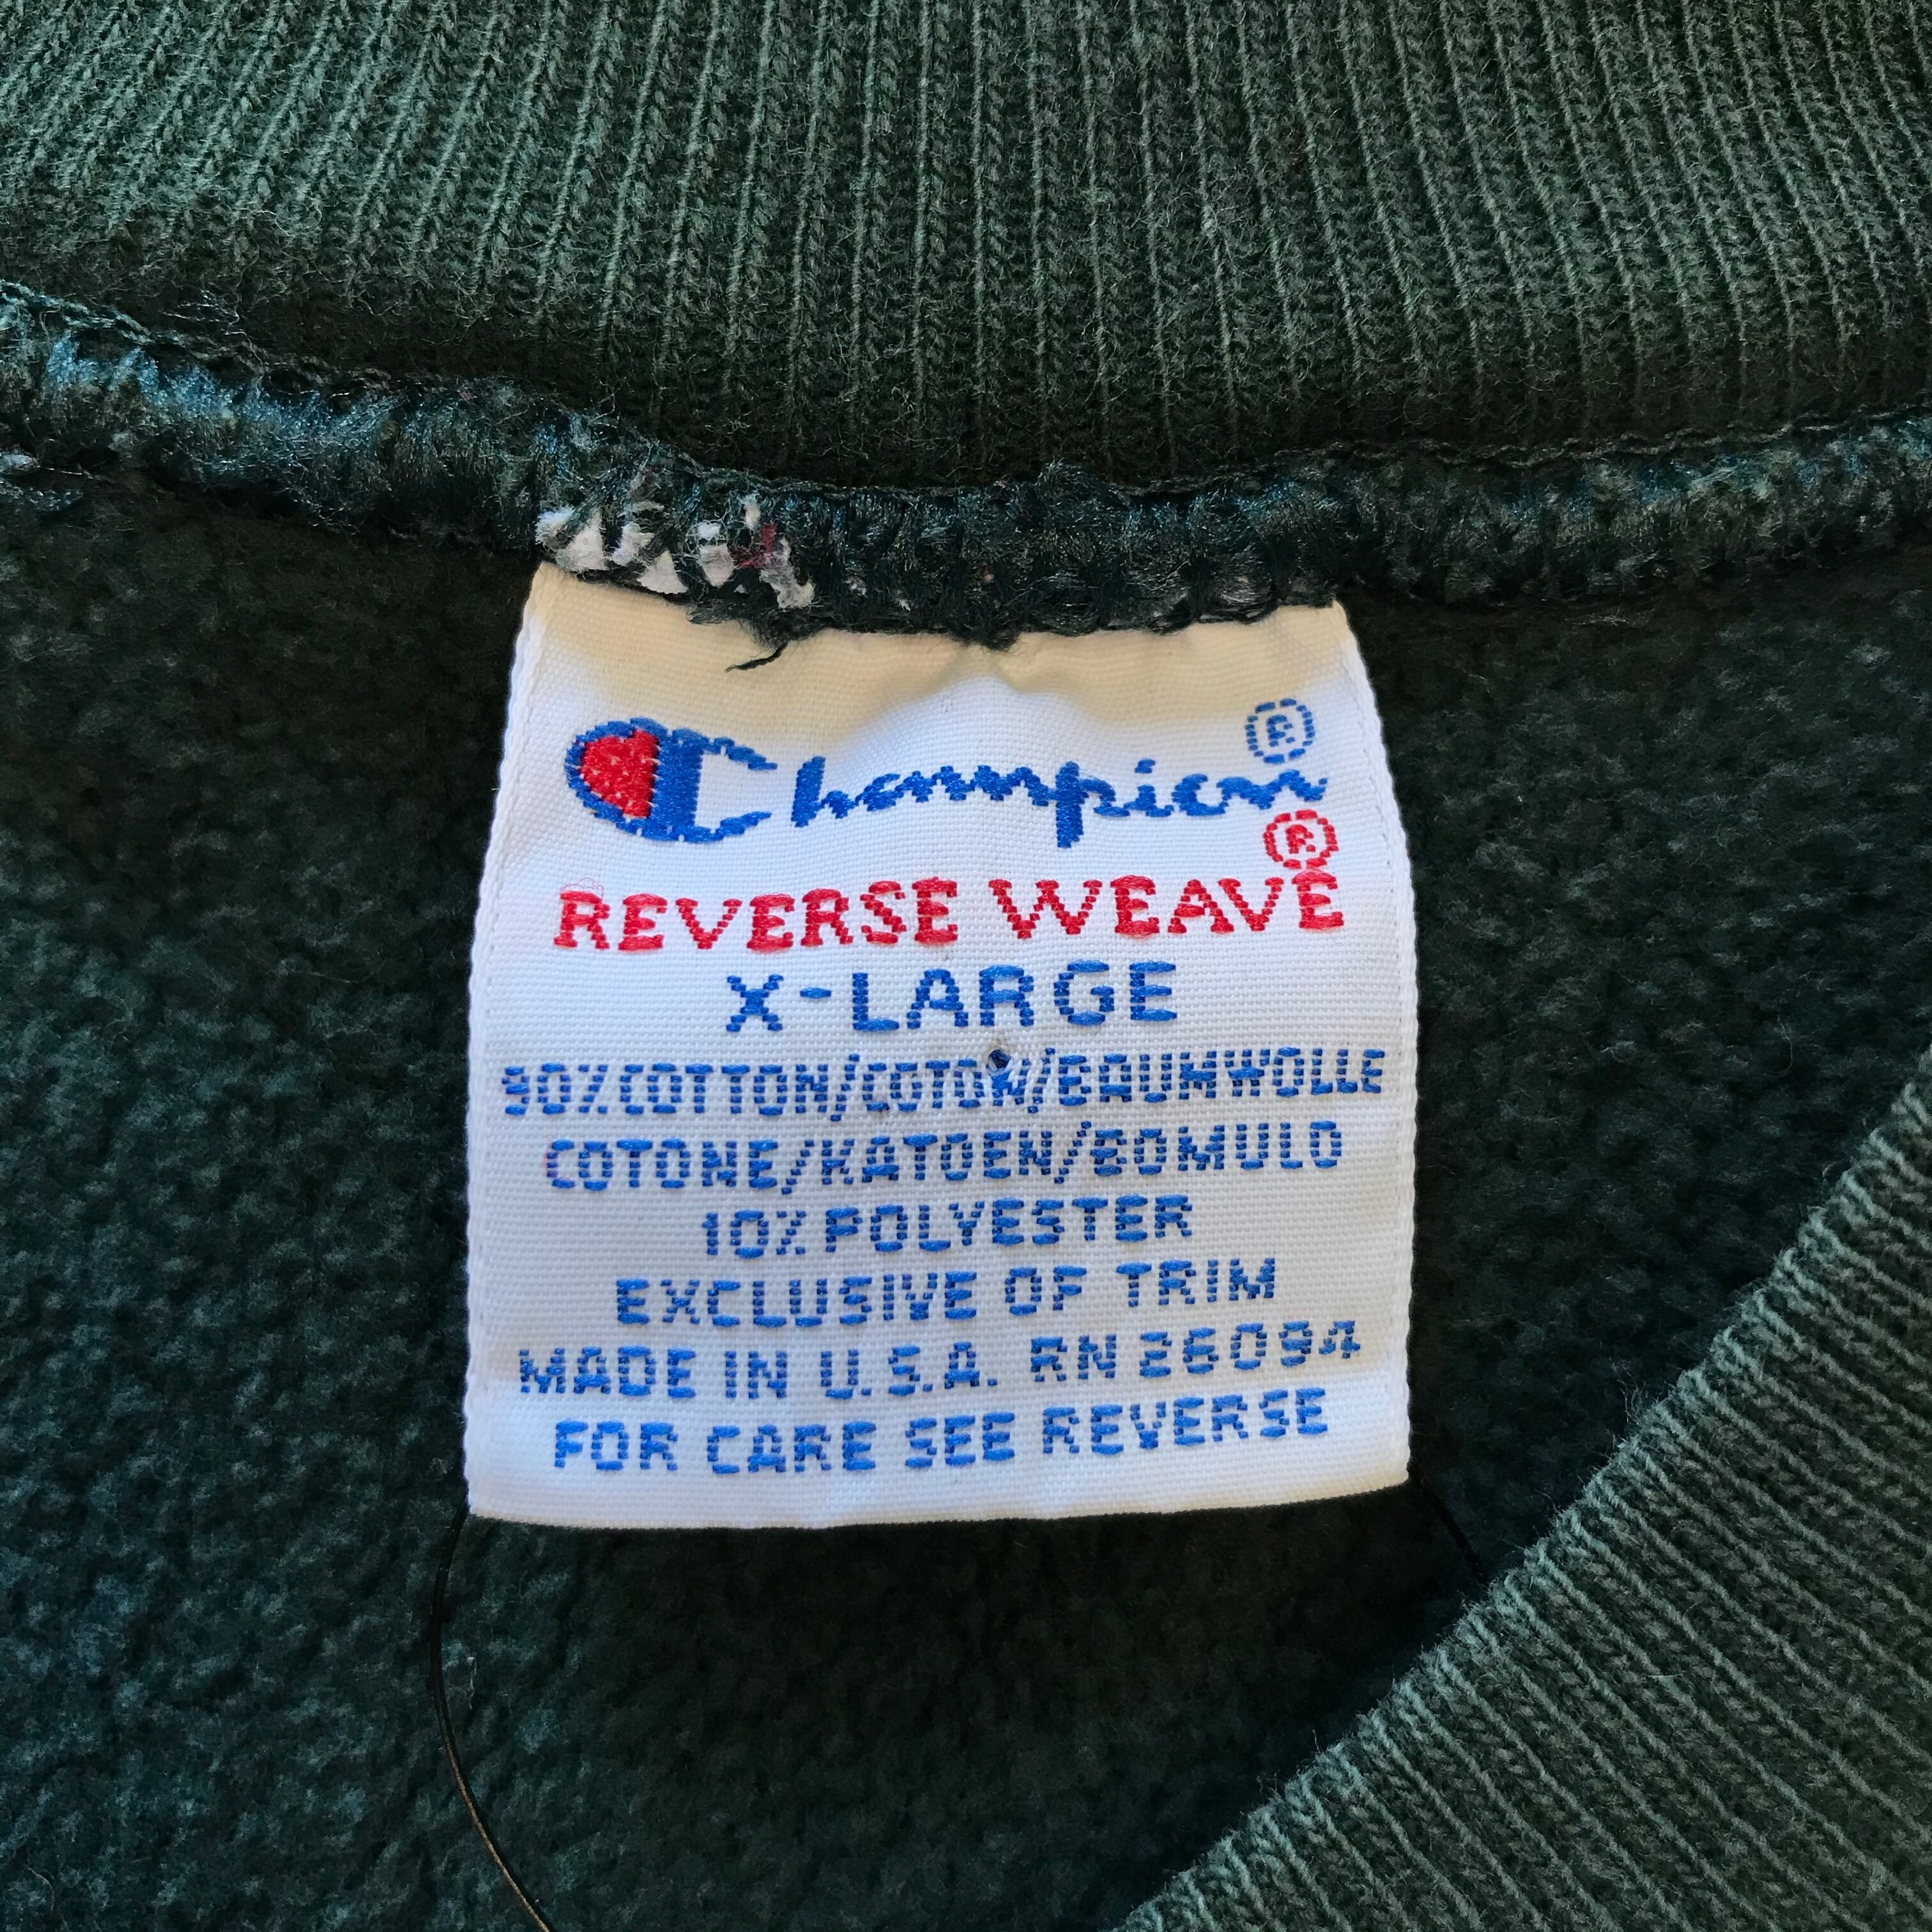 Champion®
REVERSE WEAVE®
X-LARGE
90% COTTON/COTON/BAUMWOLLE
COTONE/KATOEN/BOMULD
10% POLYESTER
EXCLUSIVE OF TRIM
MADE IN U.S.A. RN 26094
FOR CARE SEE REVERSE